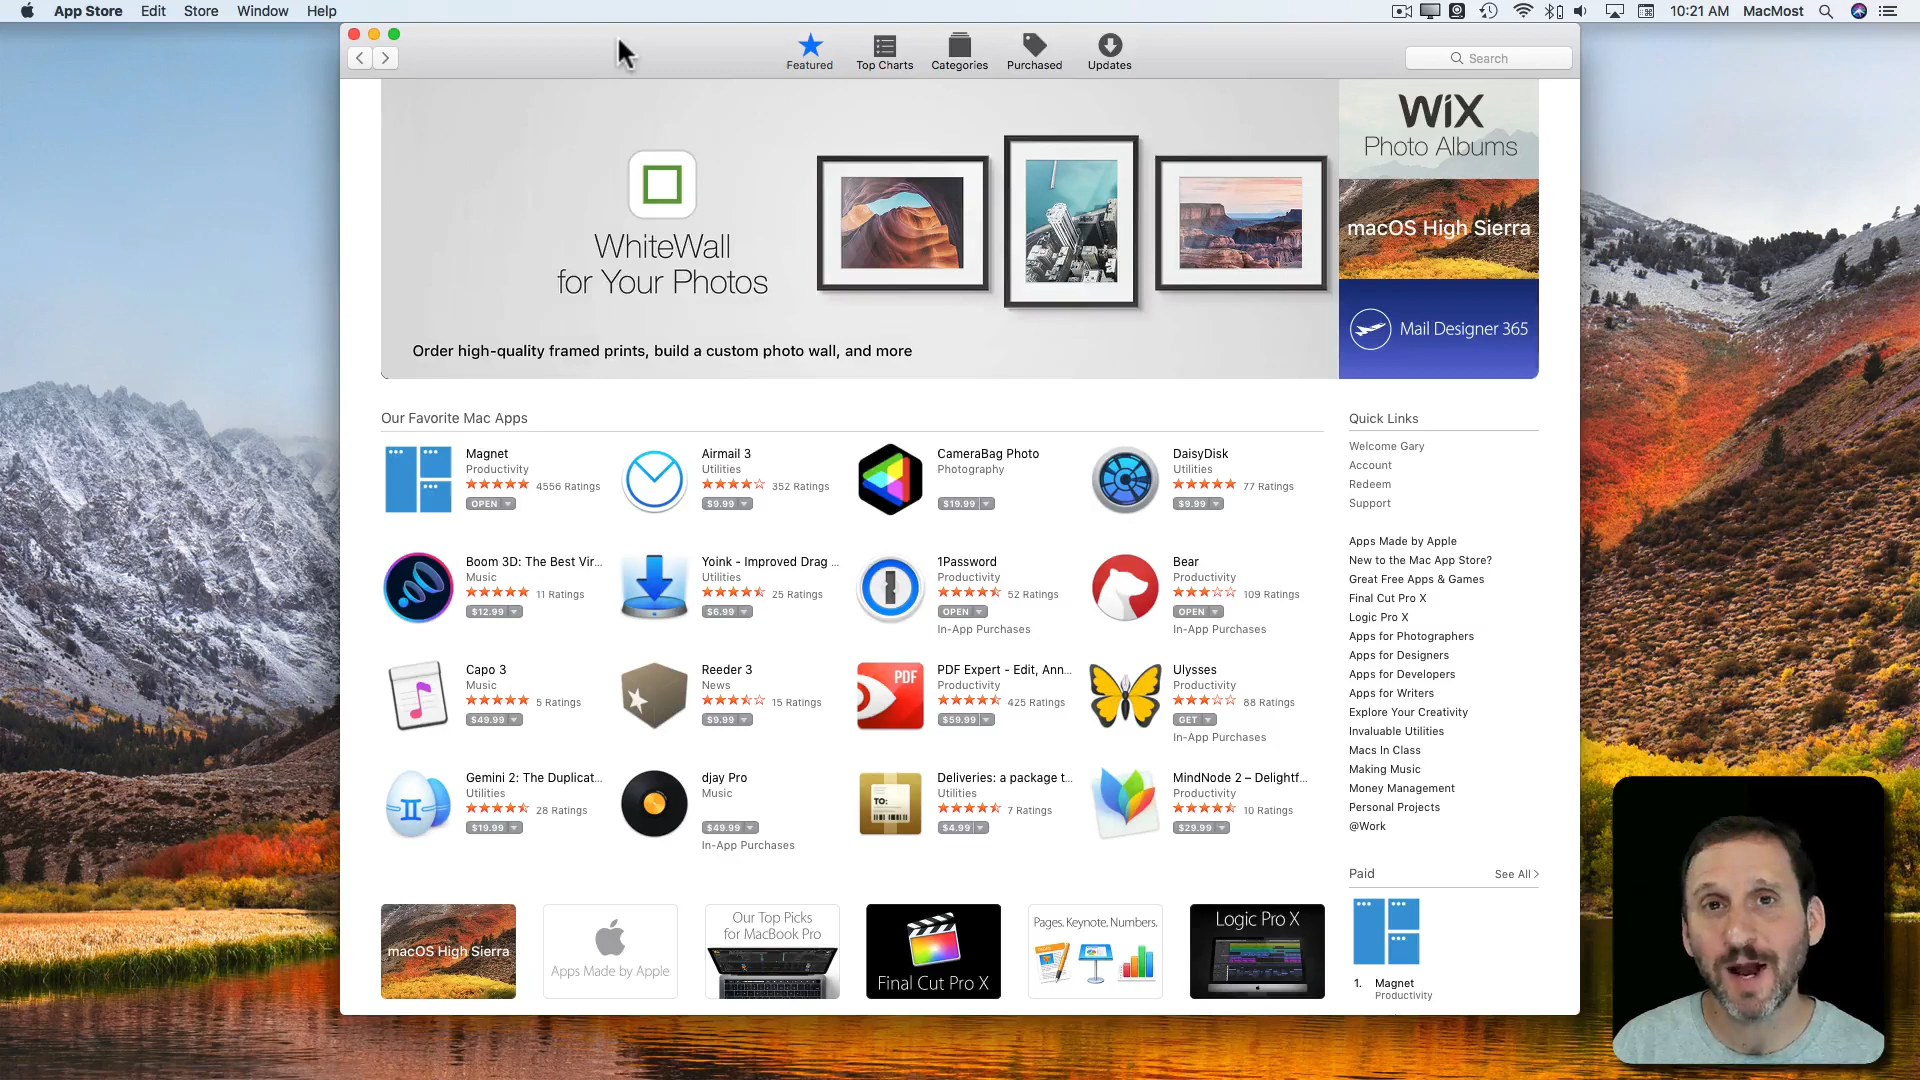 App Store Edit Store Window Help
10:21 AM MacMost
Featured Top Charts Categories Purchased Updates
Search
WhiteWall
for Your Photos
Order high-quality framed prints, build a custom photo wall, and more
WiX
Photo Albums
macOS High Sierra
Mail Designer 365
Our Favorite Mac Apps
Magnet
Productivity
4556 Ratings
OPEN
Airmail 3
Utilities
352 Ratings
$9.99
CameraBag Photo
Photography
$19.99
DaisyDisk
Utilities
77 Ratings
$9.99
Boom 3D: The Best Vir...
Music
11 Ratings
$12.99
Yoink - Improved Drag ...
Utilities
25 Ratings
$6.99
1Password
Productivity
52 Ratings
OPEN
In-App Purchases
Bear
Productivity
109 Ratings
OPEN
In-App Purchases
Capo 3
Music
5 Ratings
$49.99
Reeder 3
News
15 Ratings
$9.99
PDF
PDF Expert - Edit, Ann...
Productivity
425 Ratings
$59.99
Ulysses
Productivity
88 Ratings
GET
In-App Purchases
Gemini 2: The Duplicat...
Utilities
28 Ratings
$19.99
djay Pro
Music
$49.99
In-App Purchases
TO:
Deliveries: a package t...
Utilities
7 Ratings
$4.99
MindNode 2 – Delightf...
Productivity
10 Ratings
$29.99
macOS High Sierra
Apps Made by Apple
Our Top Picks
for MacBook Pro
Final Cut Pro X
Pages. Keynote. Numbers.
Logic Pro X
Quick Links
Welcome Gary
Account
Redeem
Support
Apps Made by Apple
New to the Mac App Store?
Great Free Apps & Games
Final Cut Pro X
Logic Pro X
Apps for Photographers
Apps for Designers
Apps for Developers
Apps for Writers
Explore Your Creativity
Invaluable Utilities
Macs In Class
Making Music
Money Management
Personal Projects
@Work
Paid See All >
1. Magnet
Productivity